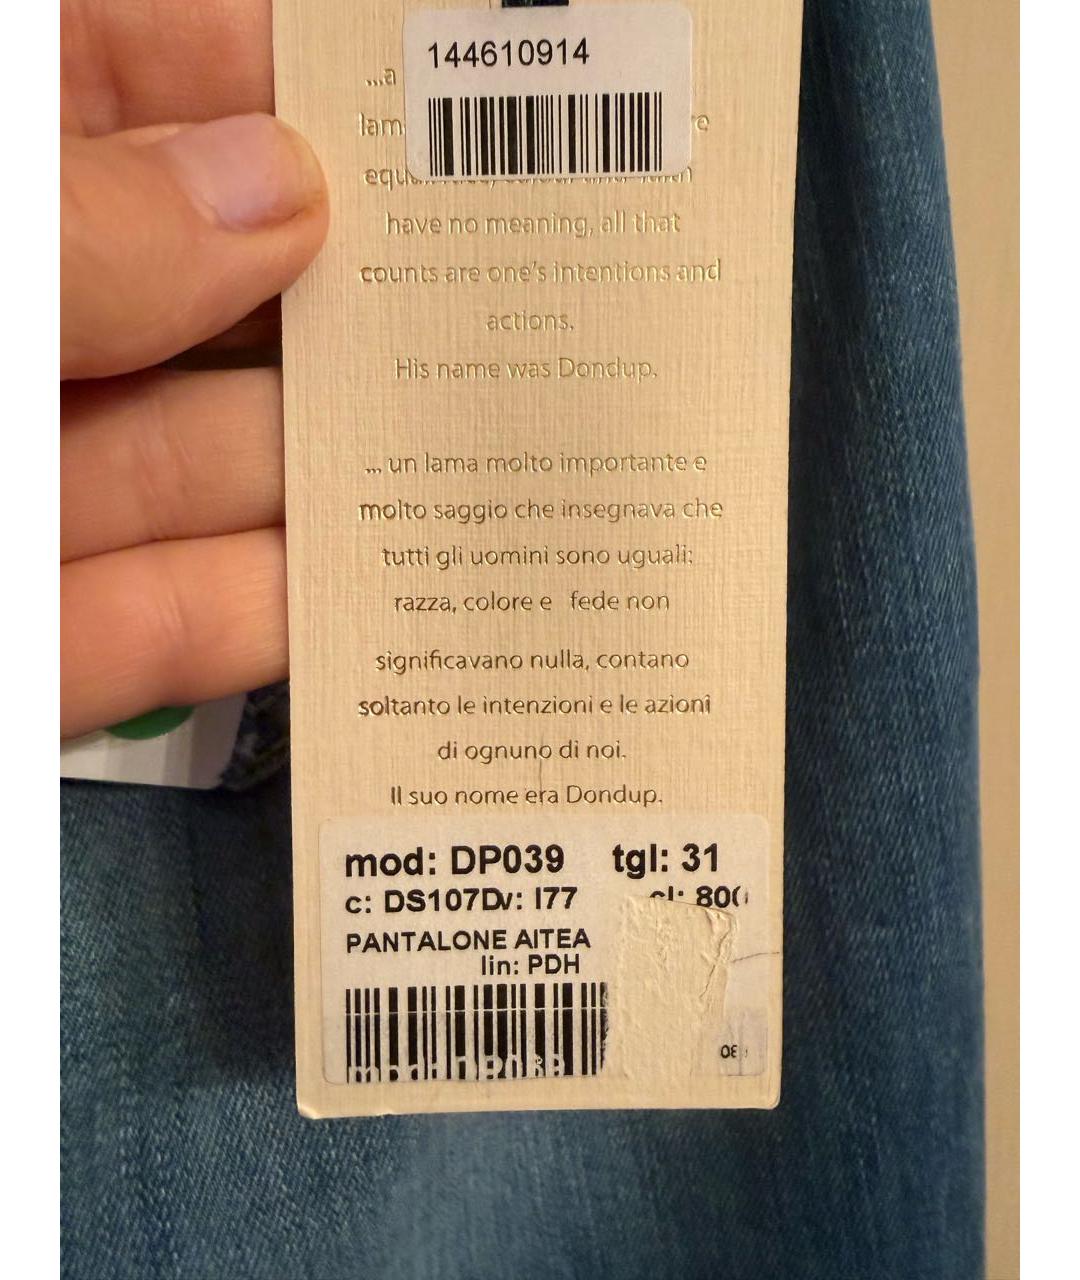 144610914
...a
lam
have no meaning, all that
counts are one's intentions and
actions.
His name was Dondup.
... un lama molto importante e
molto saggio che insegnava che
tutti gli uomini sono uguali:
razza, colore e fede non
significavano nulla, contano
soltanto le intenzioni e le azioni
di ognuno di noi.
Il suo nome era Dondup.
mod: DP039 tgl: 31
c: DS107D v: I77 cl: 800
PANTALONE AITEA
lin: PDH